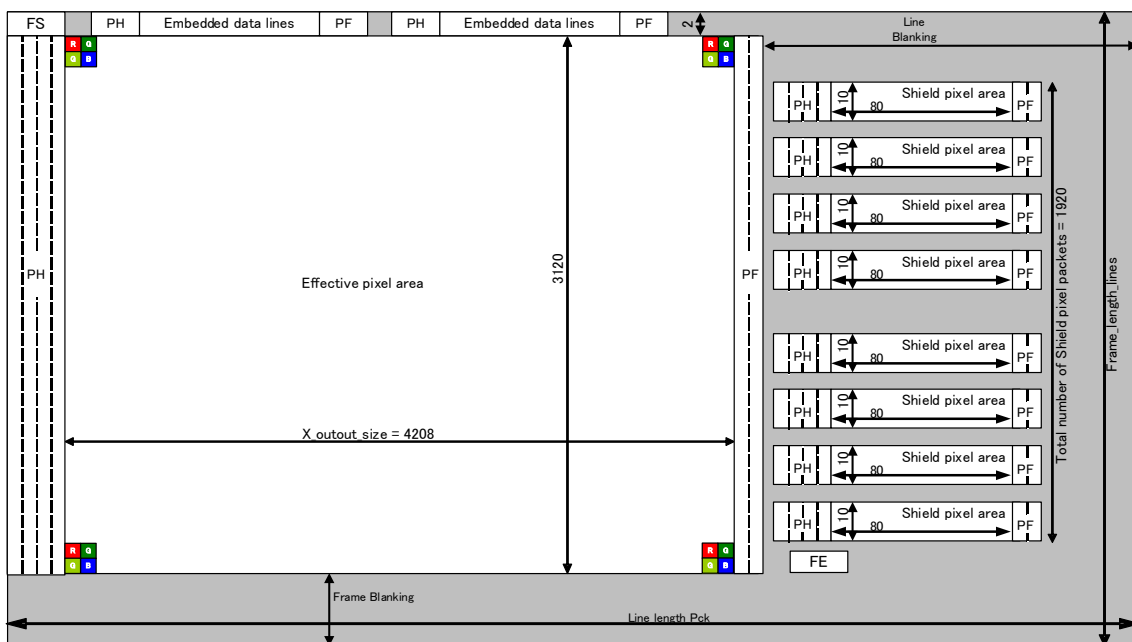 FS PH Embedded data lines PF PH Embedded data lines PF 2 Line
Blanking
R G R G
G B G B
PH 10 80 Shield pixel area PF
PH 10 80 Shield pixel area PF
PH 10 80 Shield pixel area PF
PH 10 80 Shield pixel area PF
PH
Effective pixel area
3120
PF
Total number of Shield pixel packets = 1920
Frame_length_lines
PH 10 80 Shield pixel area PF
PH 10 80 Shield pixel area PF
X_outout_size = 4208
PH 10 80 Shield pixel area PF
PH 10 80 Shield pixel area PF
R G R G
G B G B
FE
Frame Blanking
Line length Pck